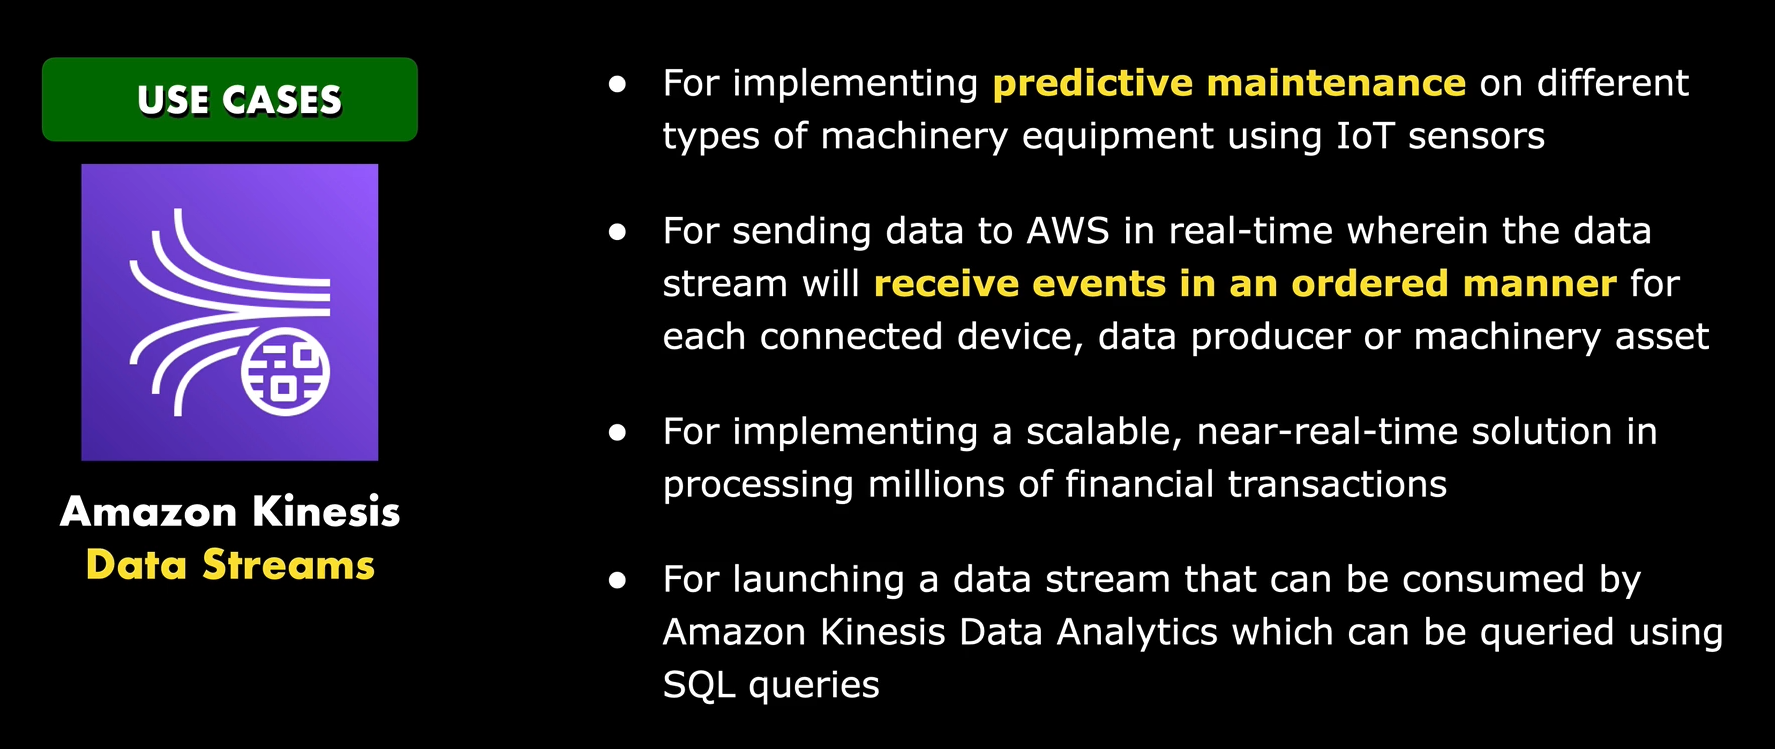 USE CASES
Amazon Kinesis
Data Streams
● For implementing predictive maintenance on different
types of machinery equipment using IoT sensors
● For sending data to AWS in real-time wherein the data
stream will receive events in an ordered manner for
each connected device, data producer or machinery asset
● For implementing a scalable, near-real-time solution in
processing millions of financial transactions
● For launching a data stream that can be consumed by
Amazon Kinesis Data Analytics which can be queried using
SQL queries